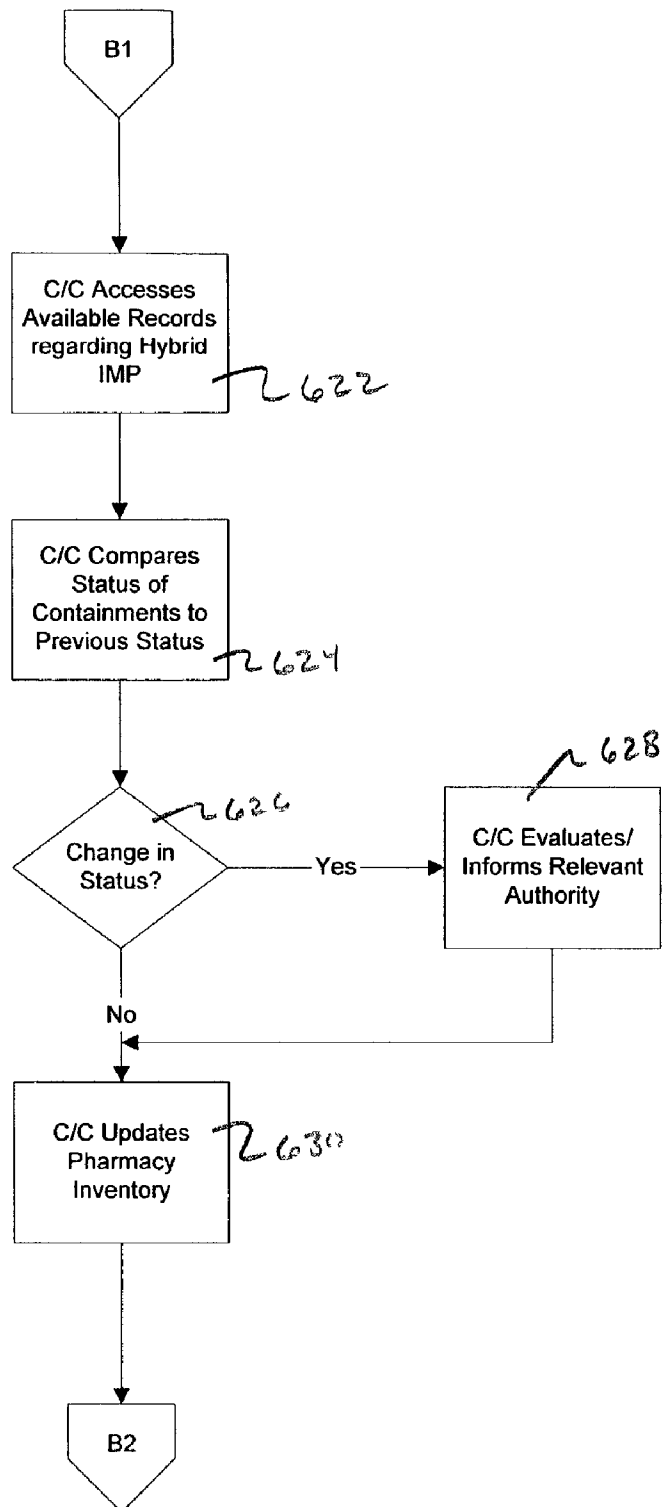 B1
C/C Accesses
Available Records
regarding Hybrid
IMP
622
C/C Compares
Status of
Containments to
Previous Status
624
628
626
Change in
Status?
Yes
C/C Evaluates/
Informs Relevant
Authority
No
C/C Updates
Pharmacy
Inventory
630
B2